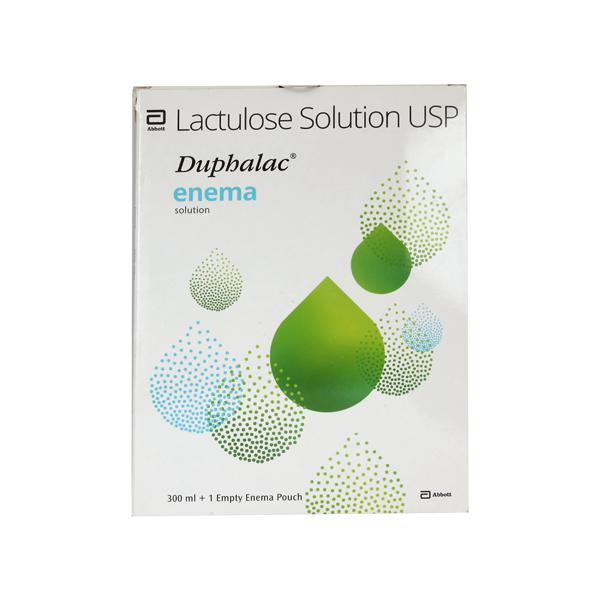 Abbott
Lactulose Solution USP
Duphalac®
enema
solution
300 ml + 1 Empty Enema Pouch
Abbott